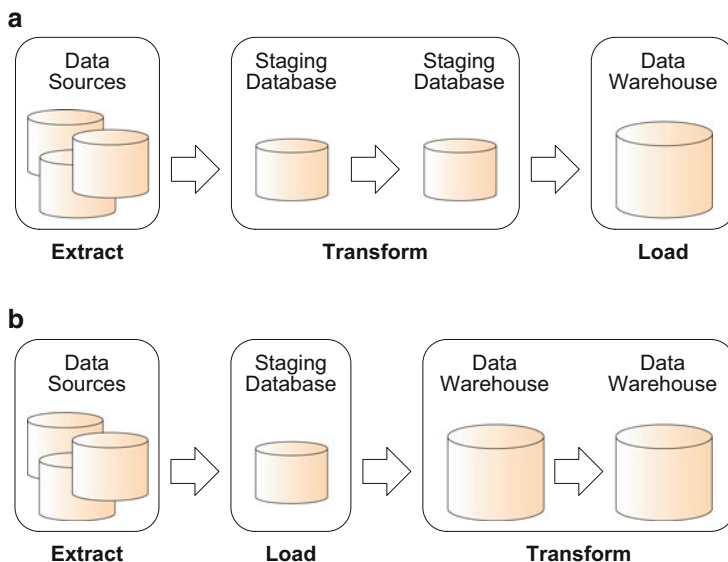 a
Data Sources
Staging Database
Staging Database
Data Warehouse
Extract
Transform
Load
b
Data Sources
Staging Database
Data Warehouse
Data Warehouse
Extract
Load
Transform